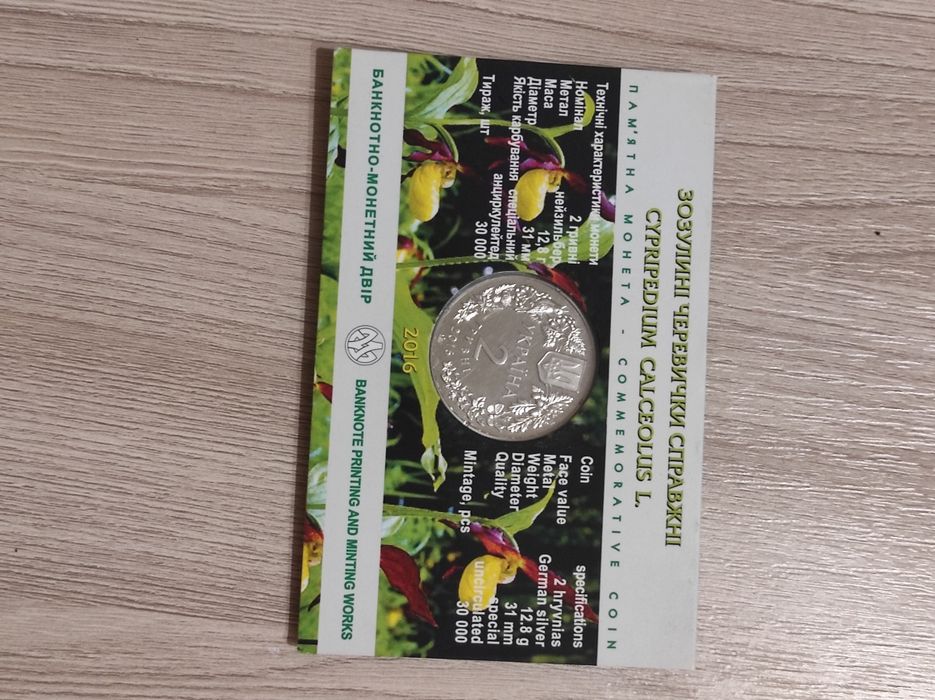 ЗОЗУЛИНІ ЧЕРЕВИЧКИ СПРАВЖНІ
CYPRIPEDIUM CALCEOLUS L.
ПАМ'ЯТНА МОНЕТА - COMMEMORATIVE COIN
Технічні характеристики монети
Номінал 2 гривні
Метал нейзильбер
Маса 12,8 г
Діаметр 31 мм
Якість карбування спеціальний
анциркулейтед
Тираж, шт 30 000
УКРАЇНА
2
ГРИВНІ
2016
Coin specifications
Face value 2 hryvnias
Metal German silver
Weight 12.8 g
Diameter 31 mm
Quality special
uncirculated
Mintage, pcs 30 000
2016
БАНКНОТНО-МОНЕТНИЙ ДВІР BANKNOTE PRINTING AND MINTING WORKS